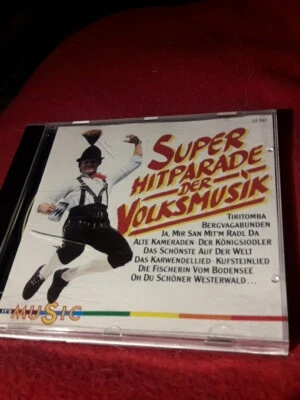 SUPER
HITPARADE
DER
VOLKSMUSIK
TIRITOMBA
BERGVAGABUNDEN
JA, MIR SAN MIT'M RADL DA
ALTE KAMERADEN · DER KÖNIGSJODLER
DAS SCHÖNSTE AUF DER WELT
DAS KARWENDELLIED · KUFSTEINLIED
DIE FISCHERIN VOM BODENSEE
OH DU SCHÖNER WESTERWALD...
IT'S MUSIC